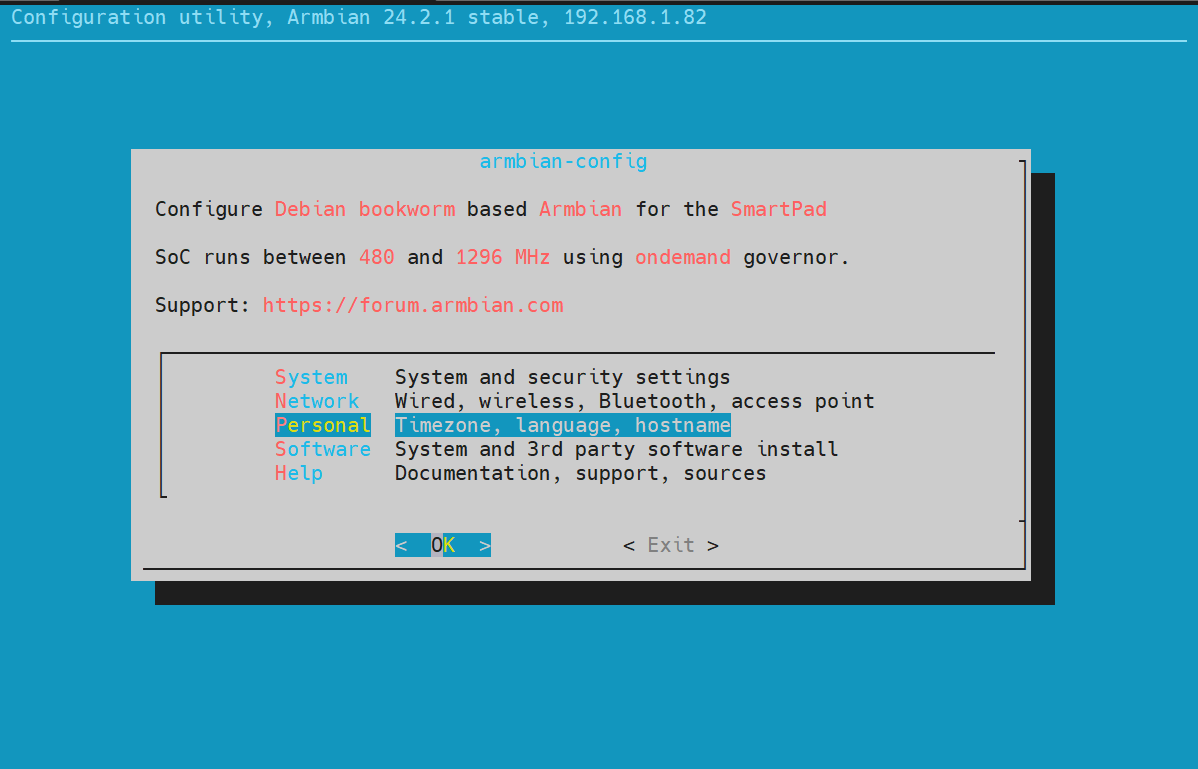 Configuration utility, Armbian 24.2.1 stable, 192.168.1.82
armbian-config
Configure Debian bookworm based Armbian for the SmartPad
SoC runs between 480 and 1296 MHz using ondemand governor.
Support: https://forum.armbian.com
System System and security settings
Network Wired, wireless, Bluetooth, access point
Personal Timezone, language, hostname
Software System and 3rd party software install
Help Documentation, support, sources
< OK > < Exit >